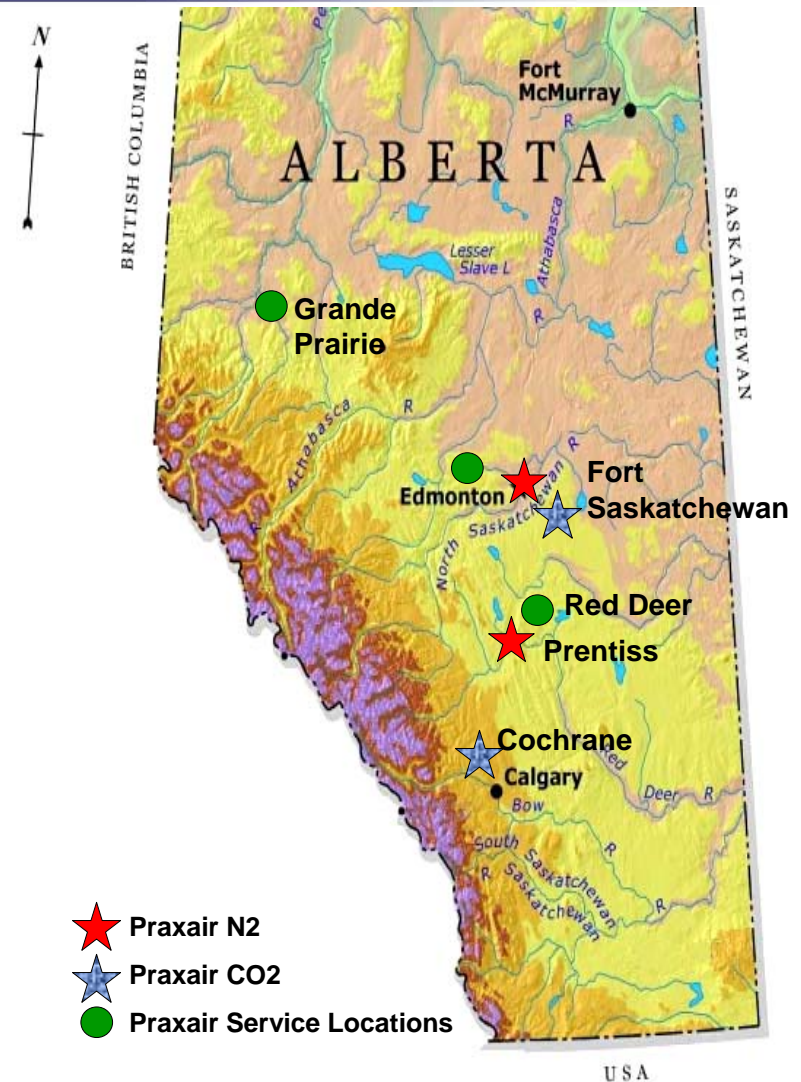 Pe
N
BRITISH COLUMBIA
Fort
McMurray
R
ALBERTA
SASKATCHEWAN
Athabasca
Lesser
Slave L
R
Grande
Prairie
Athabasca
R
R
Edmonton
Fort
Saskatchewan
North Saskatchewan
Red Deer
Prentiss
Cochrane
Calgary
Red
Deer R
Bow
R
South Saskatchewan
R
Saskatchewan
R
Praxair N2
Praxair CO2
Praxair Service Locations
USA